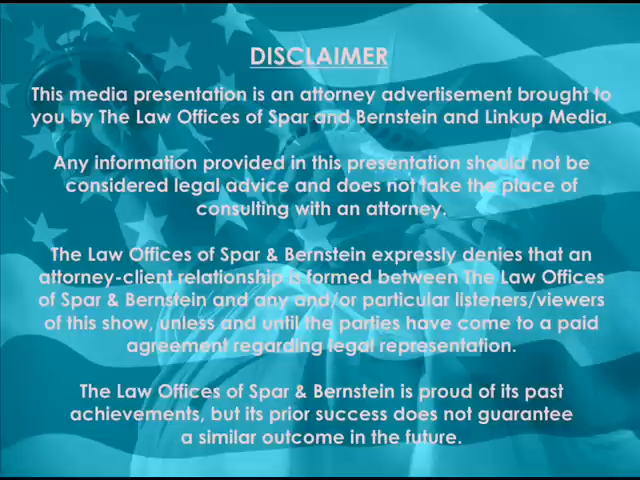 DISCLAIMER
This media presentation is an attorney advertisement brought to
you by The Law Offices of Spar and Bernstein and Linkup Media.
Any information provided in this presentation should not be
considered legal advice and does not take the place of
consulting with an attorney.
The Law Offices of Spar & Bernstein expressly denies that an
attorney-client relationship is formed between The Law Offices
of Spar & Bernstein and any and/or particular listeners/viewers
of this show, unless and until the parties have come to a paid
agreement regarding legal representation.
The Law Offices of Spar & Bernstein is proud of its past
achievements, but its prior success does not guarantee
a similar outcome in the future.